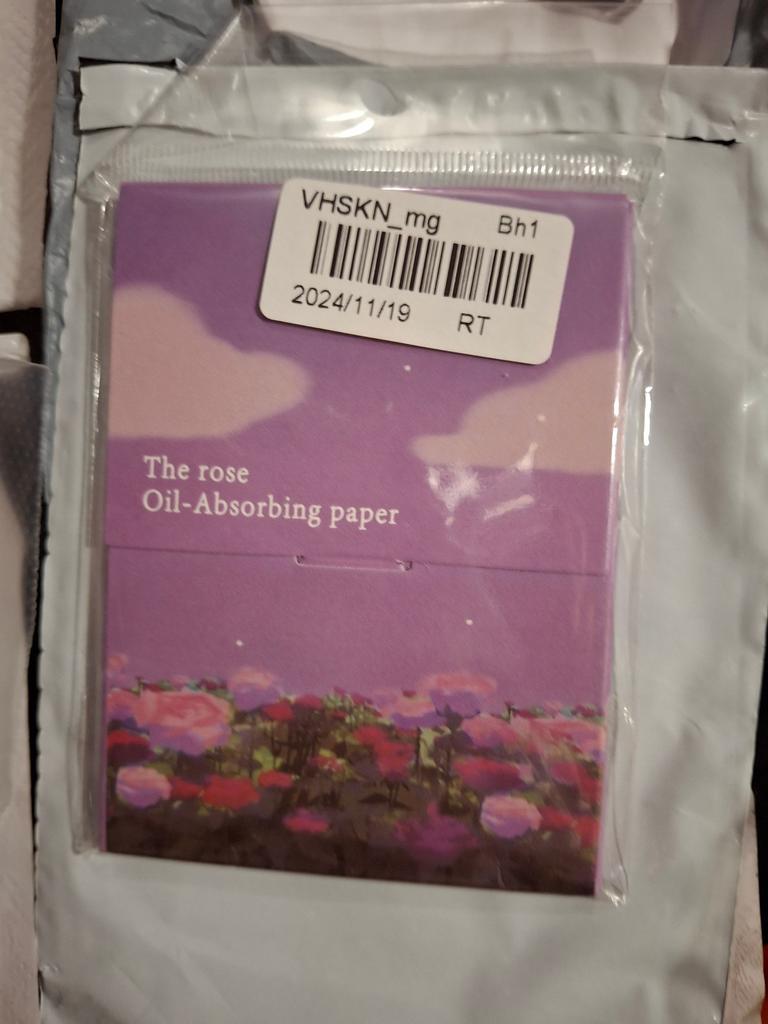 VHSKN_mg Bh1
2024/11/19 RT
The rose
Oil-Absorbing paper